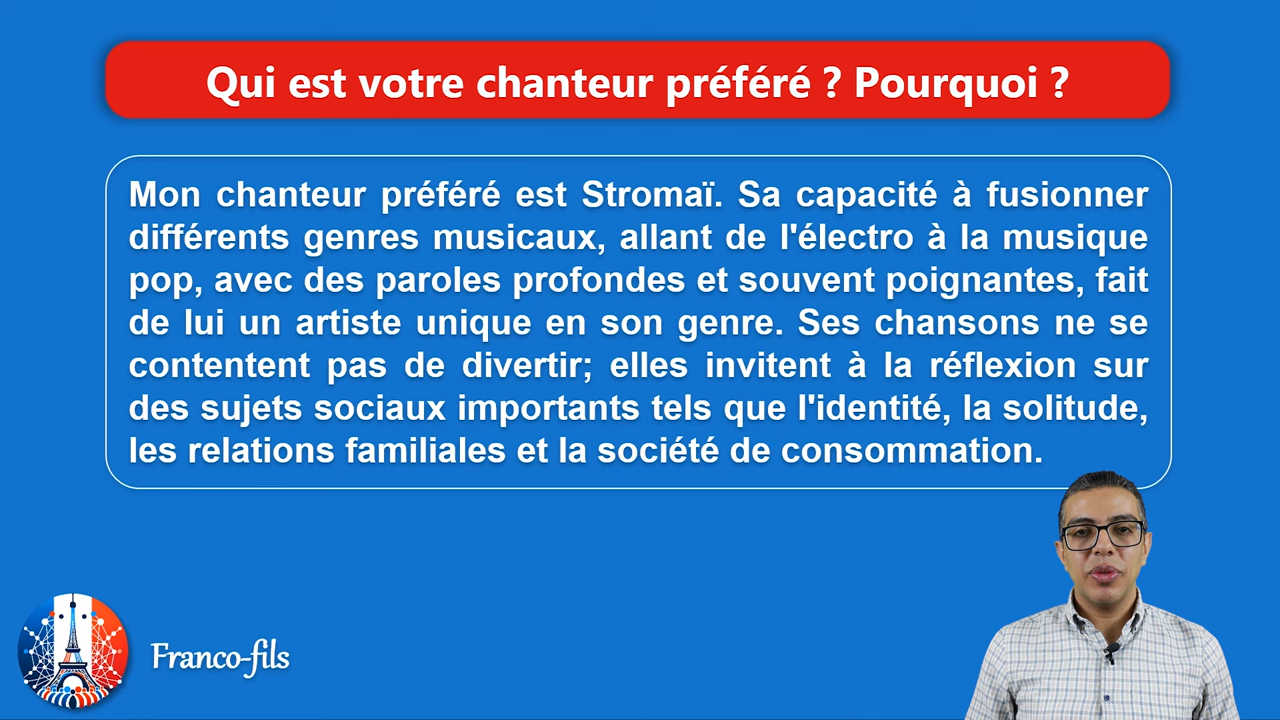 Qui est votre chanteur préféré ? Pourquoi ?
Mon chanteur préféré est Stromaï. Sa capacité à fusionner
différents genres musicaux, allant de l'électro à la musique
pop, avec des paroles profondes et souvent poignantes, fait
de lui un artiste unique en son genre. Ses chansons ne se
contentent pas de divertir; elles invitent à la réflexion sur
des sujets sociaux importants tels que l'identité, la solitude,
les relations familiales et la société de consommation.
Franco-fils